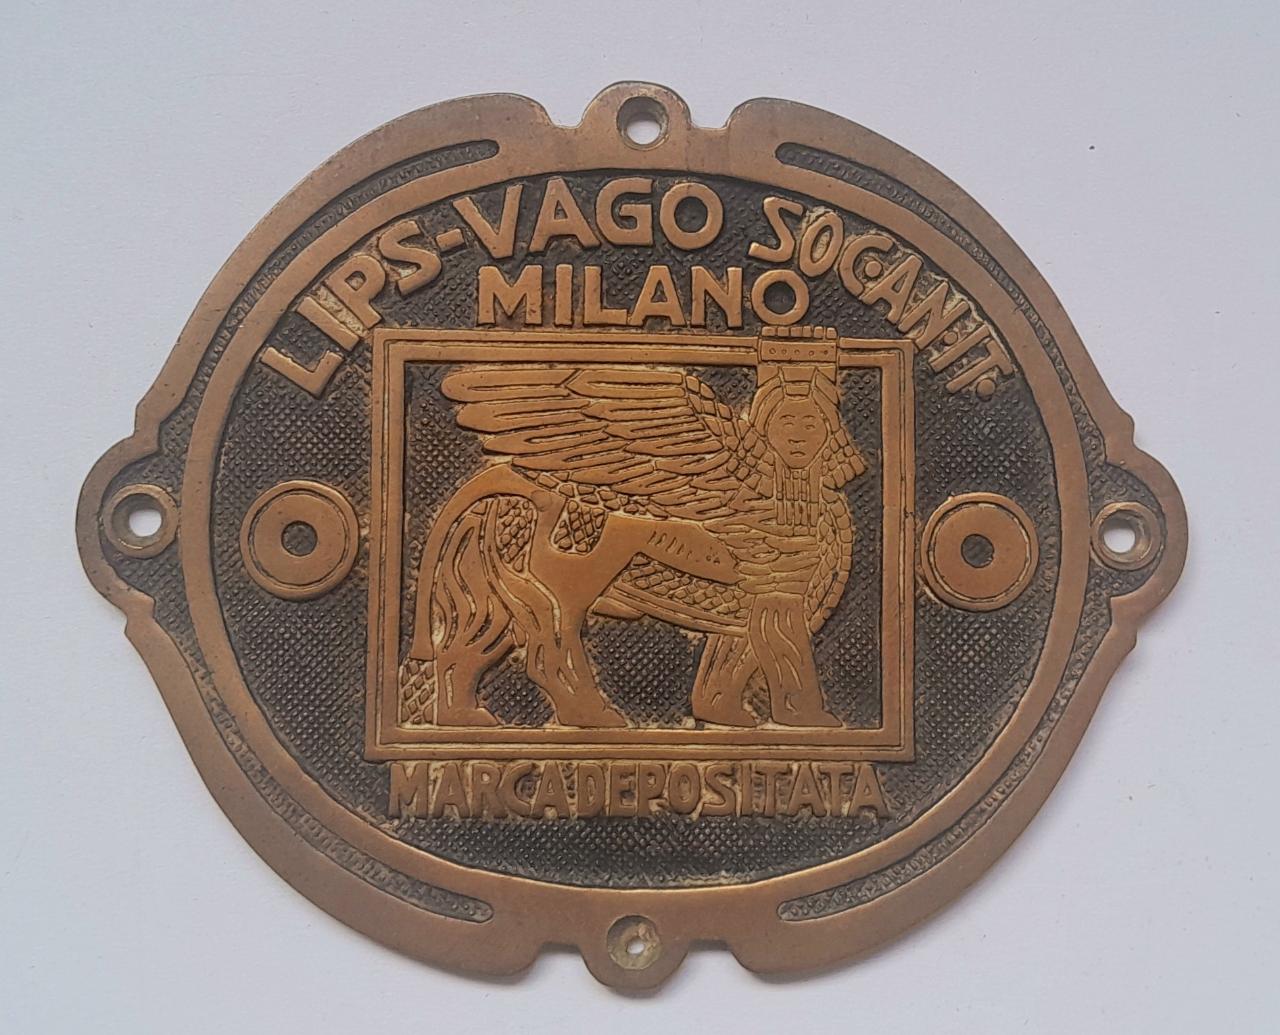 LIPS-VAGO SOC.AN.IT.
MILANO
MARCA DEPOSITATA